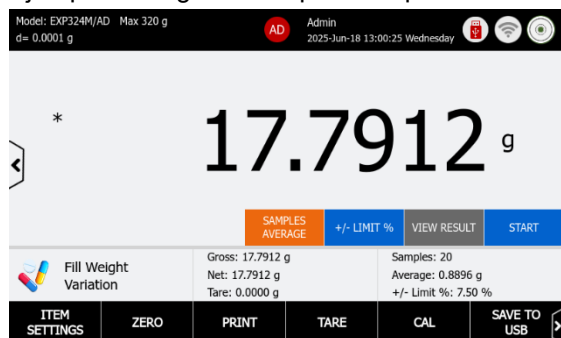 Model: EXP324M/AD Max 320 g
d= 0.0001 g
AD
Admin
2025-Jun-18 13:00:25 Wednesday
*
17.7912 g
SAMPLES
AVERAGE
+/- LIMIT %
VIEW RESULT
START
Fill Weight
Variation
Gross: 17.7912 g
Net: 17.7912 g
Tare: 0.0000 g
Samples: 20
Average: 0.8896 g
+/- Limit %: 7.50 %
ITEM
SETTINGS
ZERO
PRINT
TARE
CAL
SAVE TO
USB